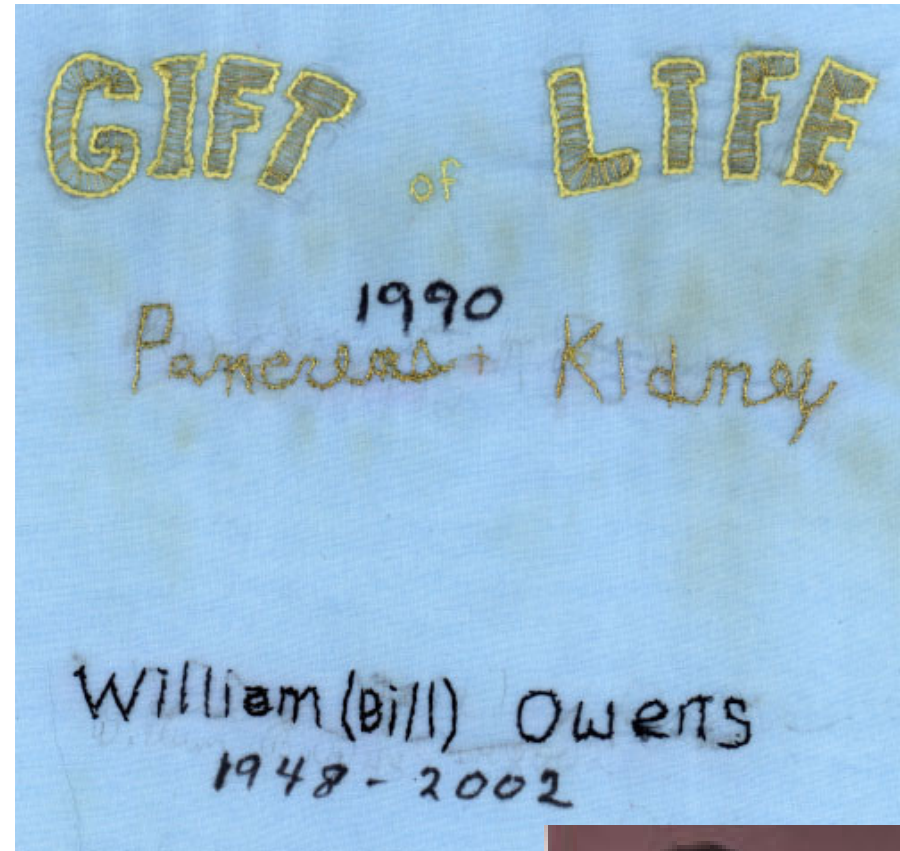 GIFT of LIFE
1990
Pancreas + Kidney
William (Bill) Owens
1948 - 2002